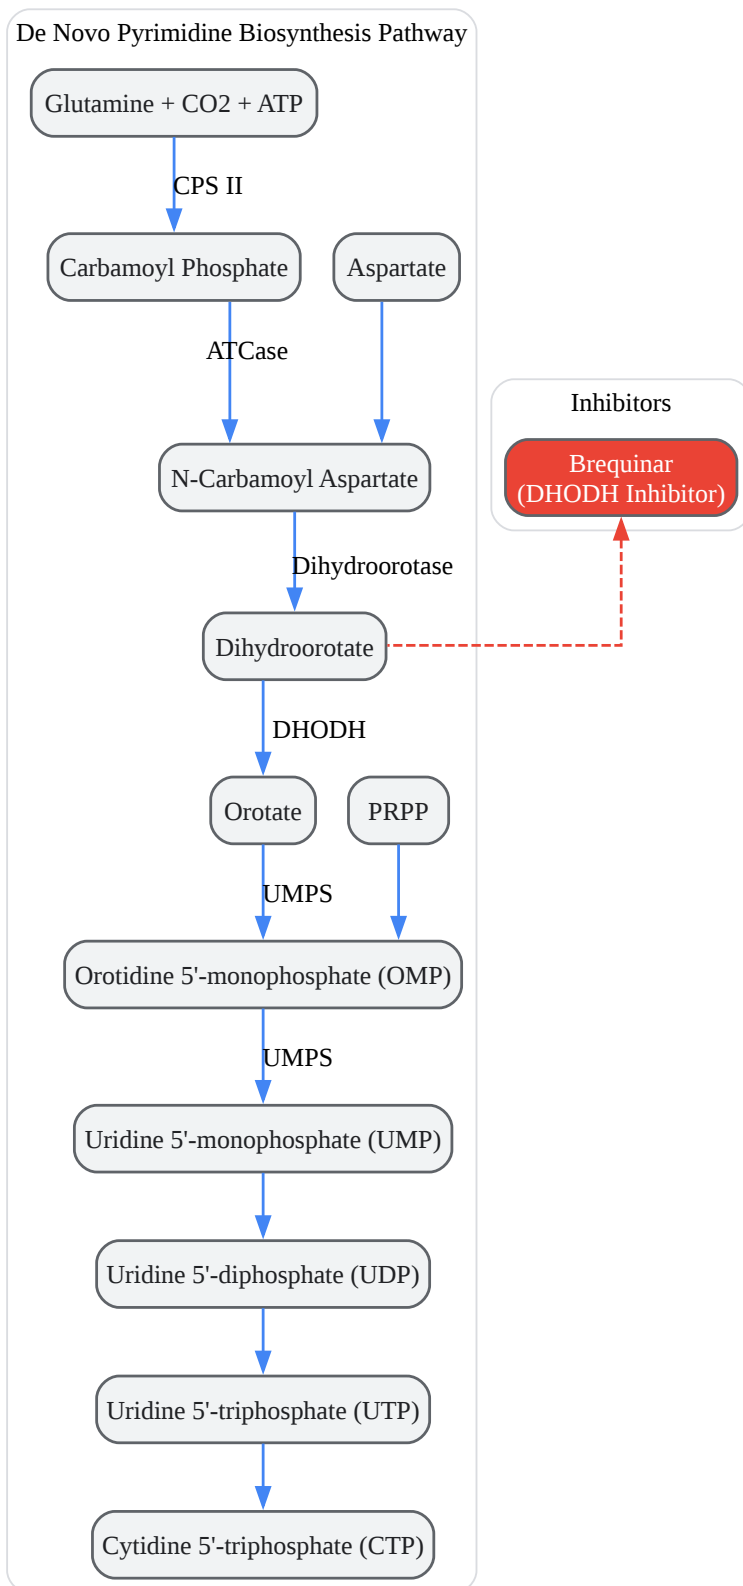 De Novo Pyrimidine Biosynthesis Pathway
Glutamine + CO2 + ATP
CPS II
Carbamoyl Phosphate
Aspartate
ATCase
Inhibitors
Brequinar
(DHODH Inhibitor)
N-Carbamoyl Aspartate
Dihydroorotase
Dihydroorotate
DHODH
Orotate
PRPP
UMPS
Orotidine 5'-monophosphate (OMP)
UMPS
Uridine 5'-monophosphate (UMP)
Uridine 5'-diphosphate (UDP)
Uridine 5'-triphosphate (UTP)
Cytidine 5'-triphosphate (CTP)